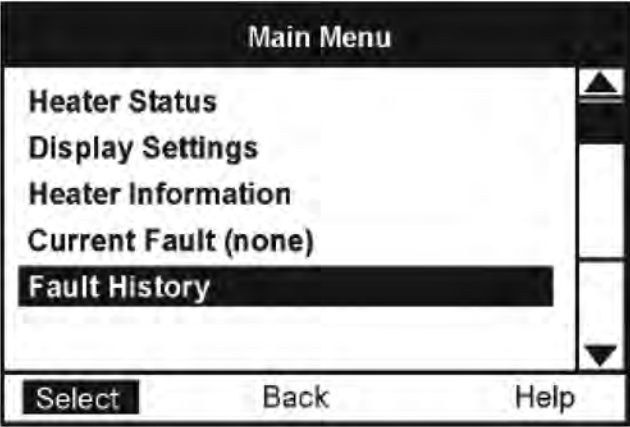 Main Menu
Heater Status
Display Settings
Heater Information
Current Fault (none)
Fault History
Select Back Help